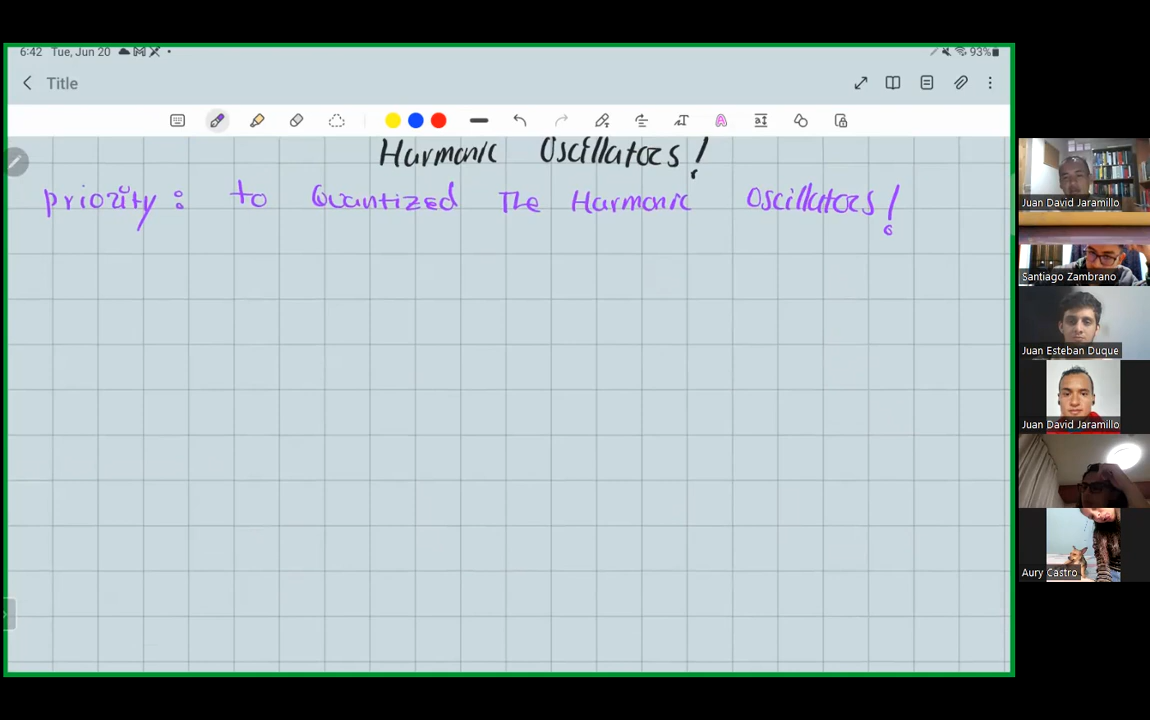 6:42 Tue, Jun 20
93%
Title
Harmonic Oscillators!
priority: to Quantized The Harmonic Oscillators!
Juan David Jaramillo
Santiago Zambrano
Juan Esteban Duque
Juan David Jaramillo
Aury Castro